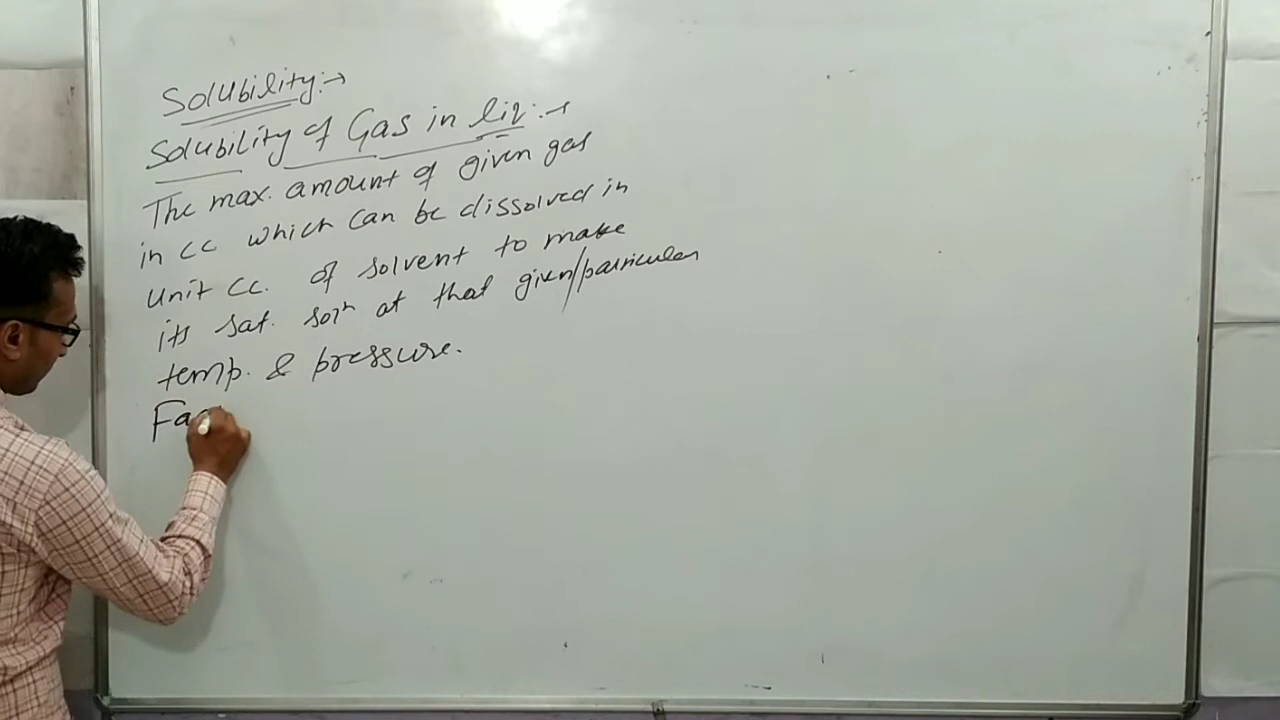 Solubility:→
Solubility of Gas in liq:→
The max. amount of given gas
in cc which can be dissolved in
unit cc. of solvent to make
its sat. solⁿ at that given/particular
temp. & pressure.
Fac